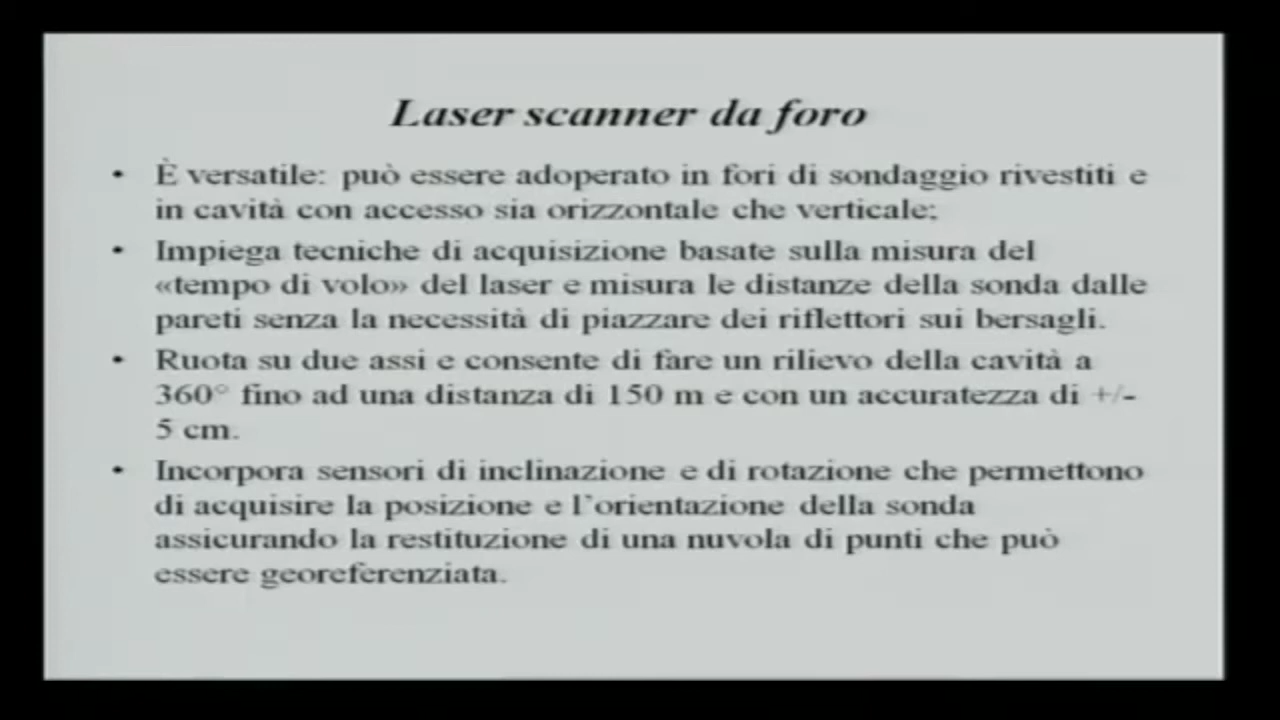 Laser scanner da foro
• È versatile: può essere adoperato in fori di sondaggio rivestiti e
in cavità con accesso sia orizzontale che verticale;
• Impiega tecniche di acquisizione basate sulla misura del
«tempo di volo» del laser e misura le distanze della sonda dalle
pareti senza la necessità di piazzare dei riflettori sui bersagli.
• Ruota su due assi e consente di fare un rilievo della cavità a
360° fino ad una distanza di 150 m e con un accuratezza di +/-
5 cm.
• Incorpora sensori di inclinazione e di rotazione che permettono
di acquisire la posizione e l'orientazione della sonda
assicurando la restituzione di una nuvola di punti che può
essere georeferenziata.